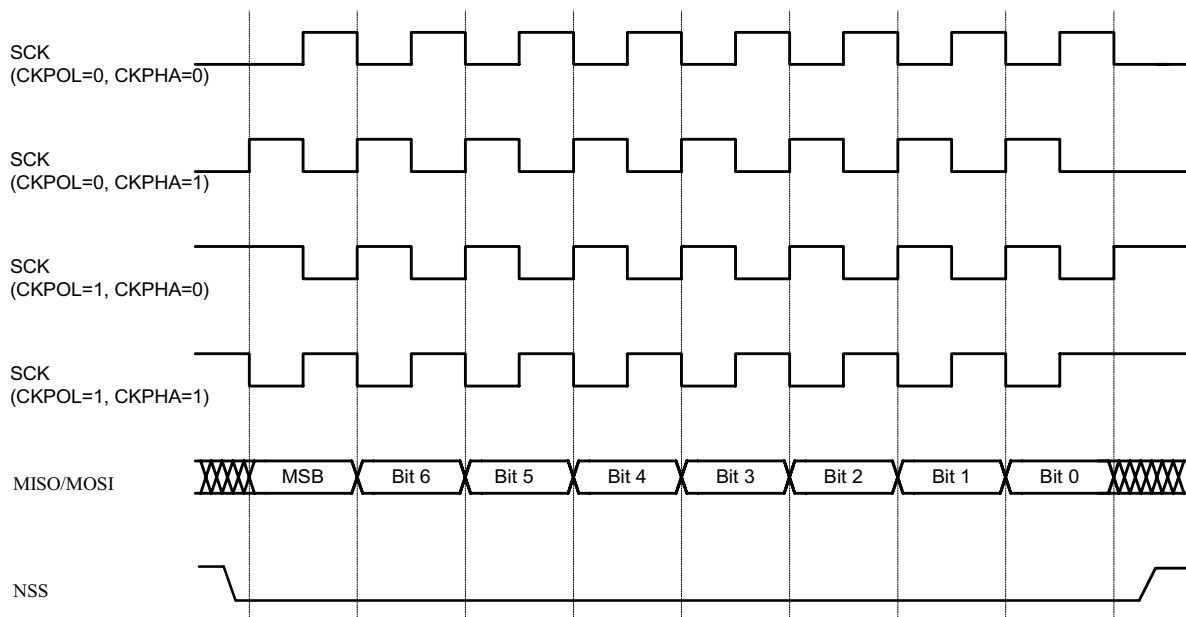 SCK
(CKPOL=0, CKPHA=0)
SCK
(CKPOL=0, CKPHA=1)
SCK
(CKPOL=1, CKPHA=0)
SCK
(CKPOL=1, CKPHA=1)
MISO/MOSI
MSB Bit 6 Bit 5 Bit 4 Bit 3 Bit 2 Bit 1 Bit 0
NSS